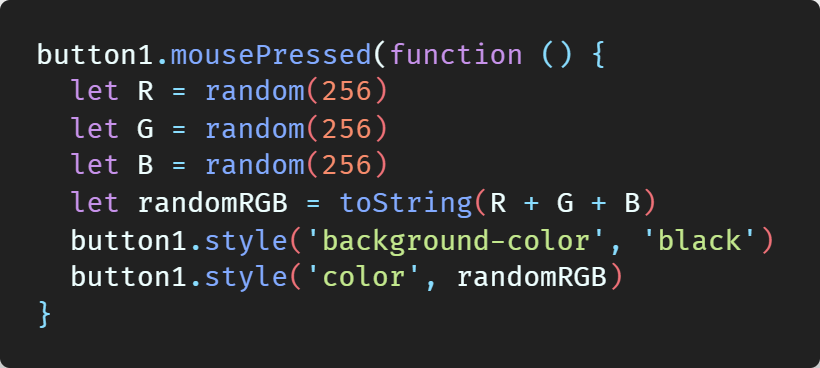 button1.mousePressed(function () {
  let R = random(256)
  let G = random(256)
  let B = random(256)
  let randomRGB = toString(R + G + B)
  button1.style('background-color', 'black')
  button1.style('color', randomRGB)
}